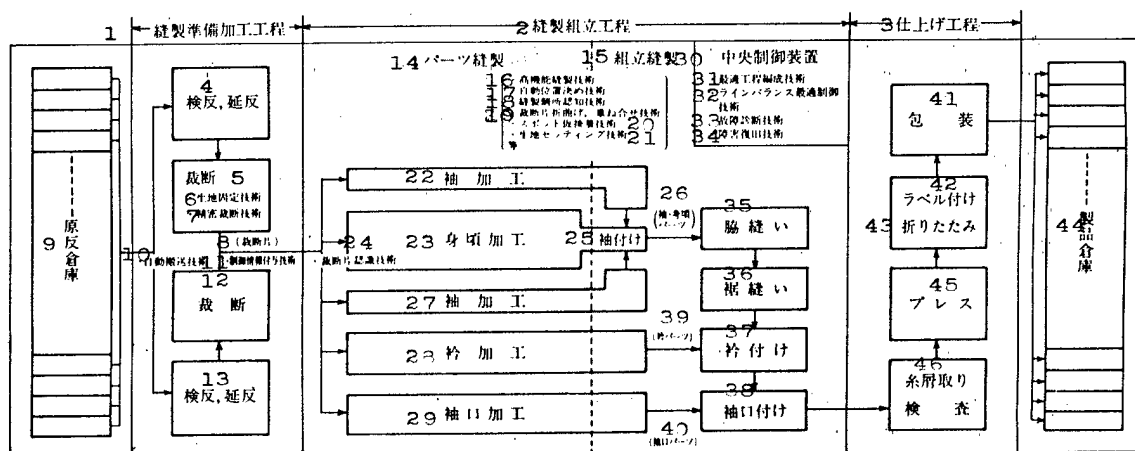 1 縫製準備加工工程
2 縫製組立工程
3 仕上げ工程
4
検反,延反
裁断 5
6 生地固定技術
7 精密裁断技術
8 (裁断片)
9 原反倉庫
10 自動搬送技術
11 ・制御情報付与技術
12
裁断
13
検反,延反
14 パーツ縫製
15 組立縫製
16 高機能縫製技術
17 自動位置決め技術
18 縫製個所認知技術
19 裁断片折曲げ,重ね合せ技術
・スポット仮接着技術 20
・生地セッティング技術 21
等
30 中央制御装置
31 最適工程編成技術
32 ラインバランス最適制御
技術
33 故障診断技術
34 障害復旧技術
22 袖加工
23 身頃加工
24
・裁断片認識技術
25 袖付け
26
(袖・身頃
パーツ)
27 袖加工
28 衿加工
29 袖口加工
35
脇縫い
36
裾縫い
37
衿付け
38
袖口付け
39
(衿パーツ)
40
(袖口パーツ)
41
包装
42
ラベル付け
43 折りたたみ
45
プレス
46
糸屑取り
検査
44 製品倉庫